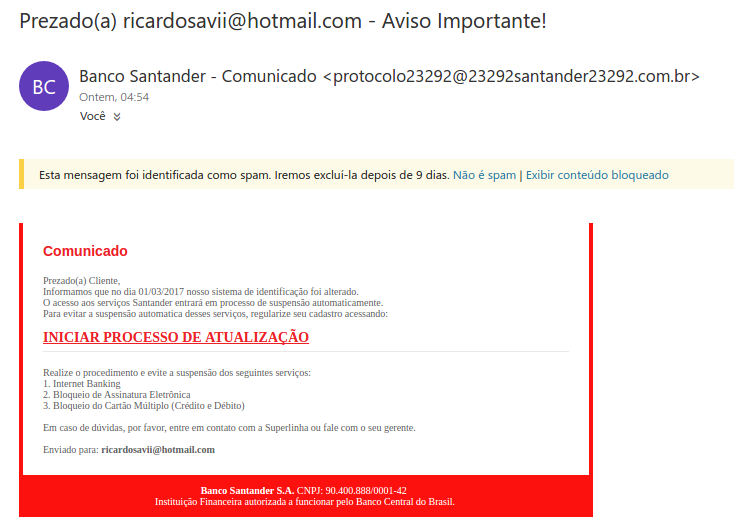 Prezado(a) ricardosavii@hotmail.com - Aviso Importante!
BC
Banco Santander - Comunicado <protocolo23292@23292santander23292.com.br>
Ontem, 04:54
Você
Esta mensagem foi identificada como spam. Iremos excluí-la depois de 9 dias. Não é spam | Exibir conteúdo bloqueado
Comunicado
Prezado(a) Cliente,
Informamos que no dia 01/03/2017 nosso sistema de identificação foi alterado.
O acesso aos serviços Santander entrará em processo de suspensão automaticamente.
Para evitar a suspensão automatica desses serviços, regularize seu cadastro acessando:
INICIAR PROCESSO DE ATUALIZAÇÃO
Realize o procedimento e evite a suspensão dos seguintes serviços:
1. Internet Banking
2. Bloqueio de Assinatura Eletrônica
3. Bloqueio do Cartão Múltiplo (Crédito e Débito)
Em caso de dúvidas, por favor, entre em contato com a Superlinha ou fale com o seu gerente.
Enviado para: ricardosavii@hotmail.com
Banco Santander S.A. CNPJ: 90.400.888/0001-42
Instituição Financeira autorizada a funcionar pelo Banco Central do Brasil.